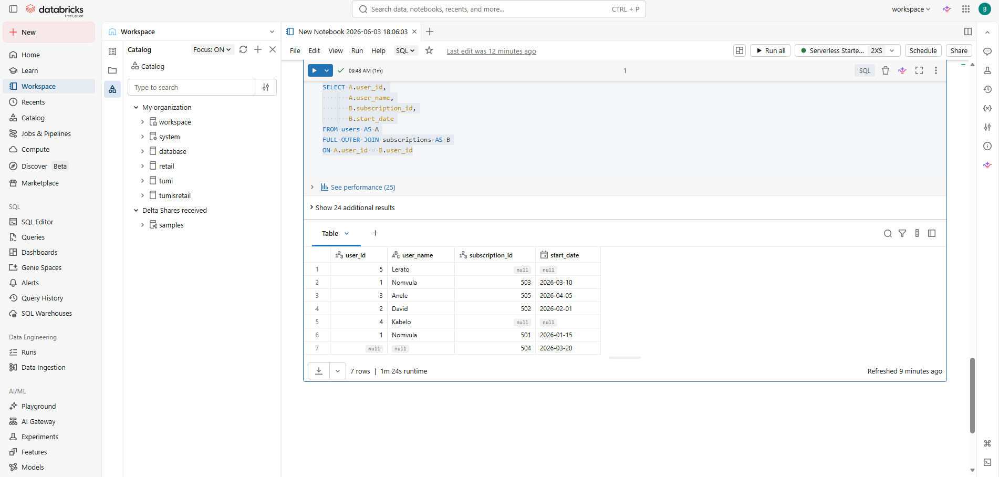 databricks
Free Edition
Search data, notebooks, recents, and more...
CTRL + P
workspace
B
New
Home
Learn
Workspace
Recents
Catalog
Jobs & Pipelines
Compute
Discover
Beta
Marketplace
SQL
SQL Editor
Queries
Dashboards
Genie Spaces
Alerts
Query History
SQL Warehouses
Data Engineering
Runs
Data Ingestion
AI/ML
Playground
AI Gateway
Experiments
Features
Models
Workspace
Catalog
Focus: ON
Catalog
Type to search
My organization
workspace
system
database
retail
tumi
tumisretail
Delta Shares received
samples
New Notebook 2026-06-03 18:06:03
File Edit View Run Help SQL Last edit was 12 minutes ago
Run all
Serverless Starte... 2XS
Schedule
Share
09:48 AM (1m)
1
SQL
SELECT A.user_id,
A.user_name,
B.subscription_id,
B.start_date
FROM users AS A
FULL OUTER JOIN subscriptions AS B
ON A.user_id = B.user_id
See performance (25)
Show 24 additional results
Table
user_id user_name subscription_id start_date
1 5 Lerato null null
2 1 Nomvula 503 2026-03-10
3 3 Anele 505 2026-04-05
4 2 David 502 2026-02-01
5 4 Kabelo null null
6 1 Nomvula 501 2026-01-15
7 null null 504 2026-03-20
7 rows | 1m 24s runtime
Refreshed 9 minutes ago